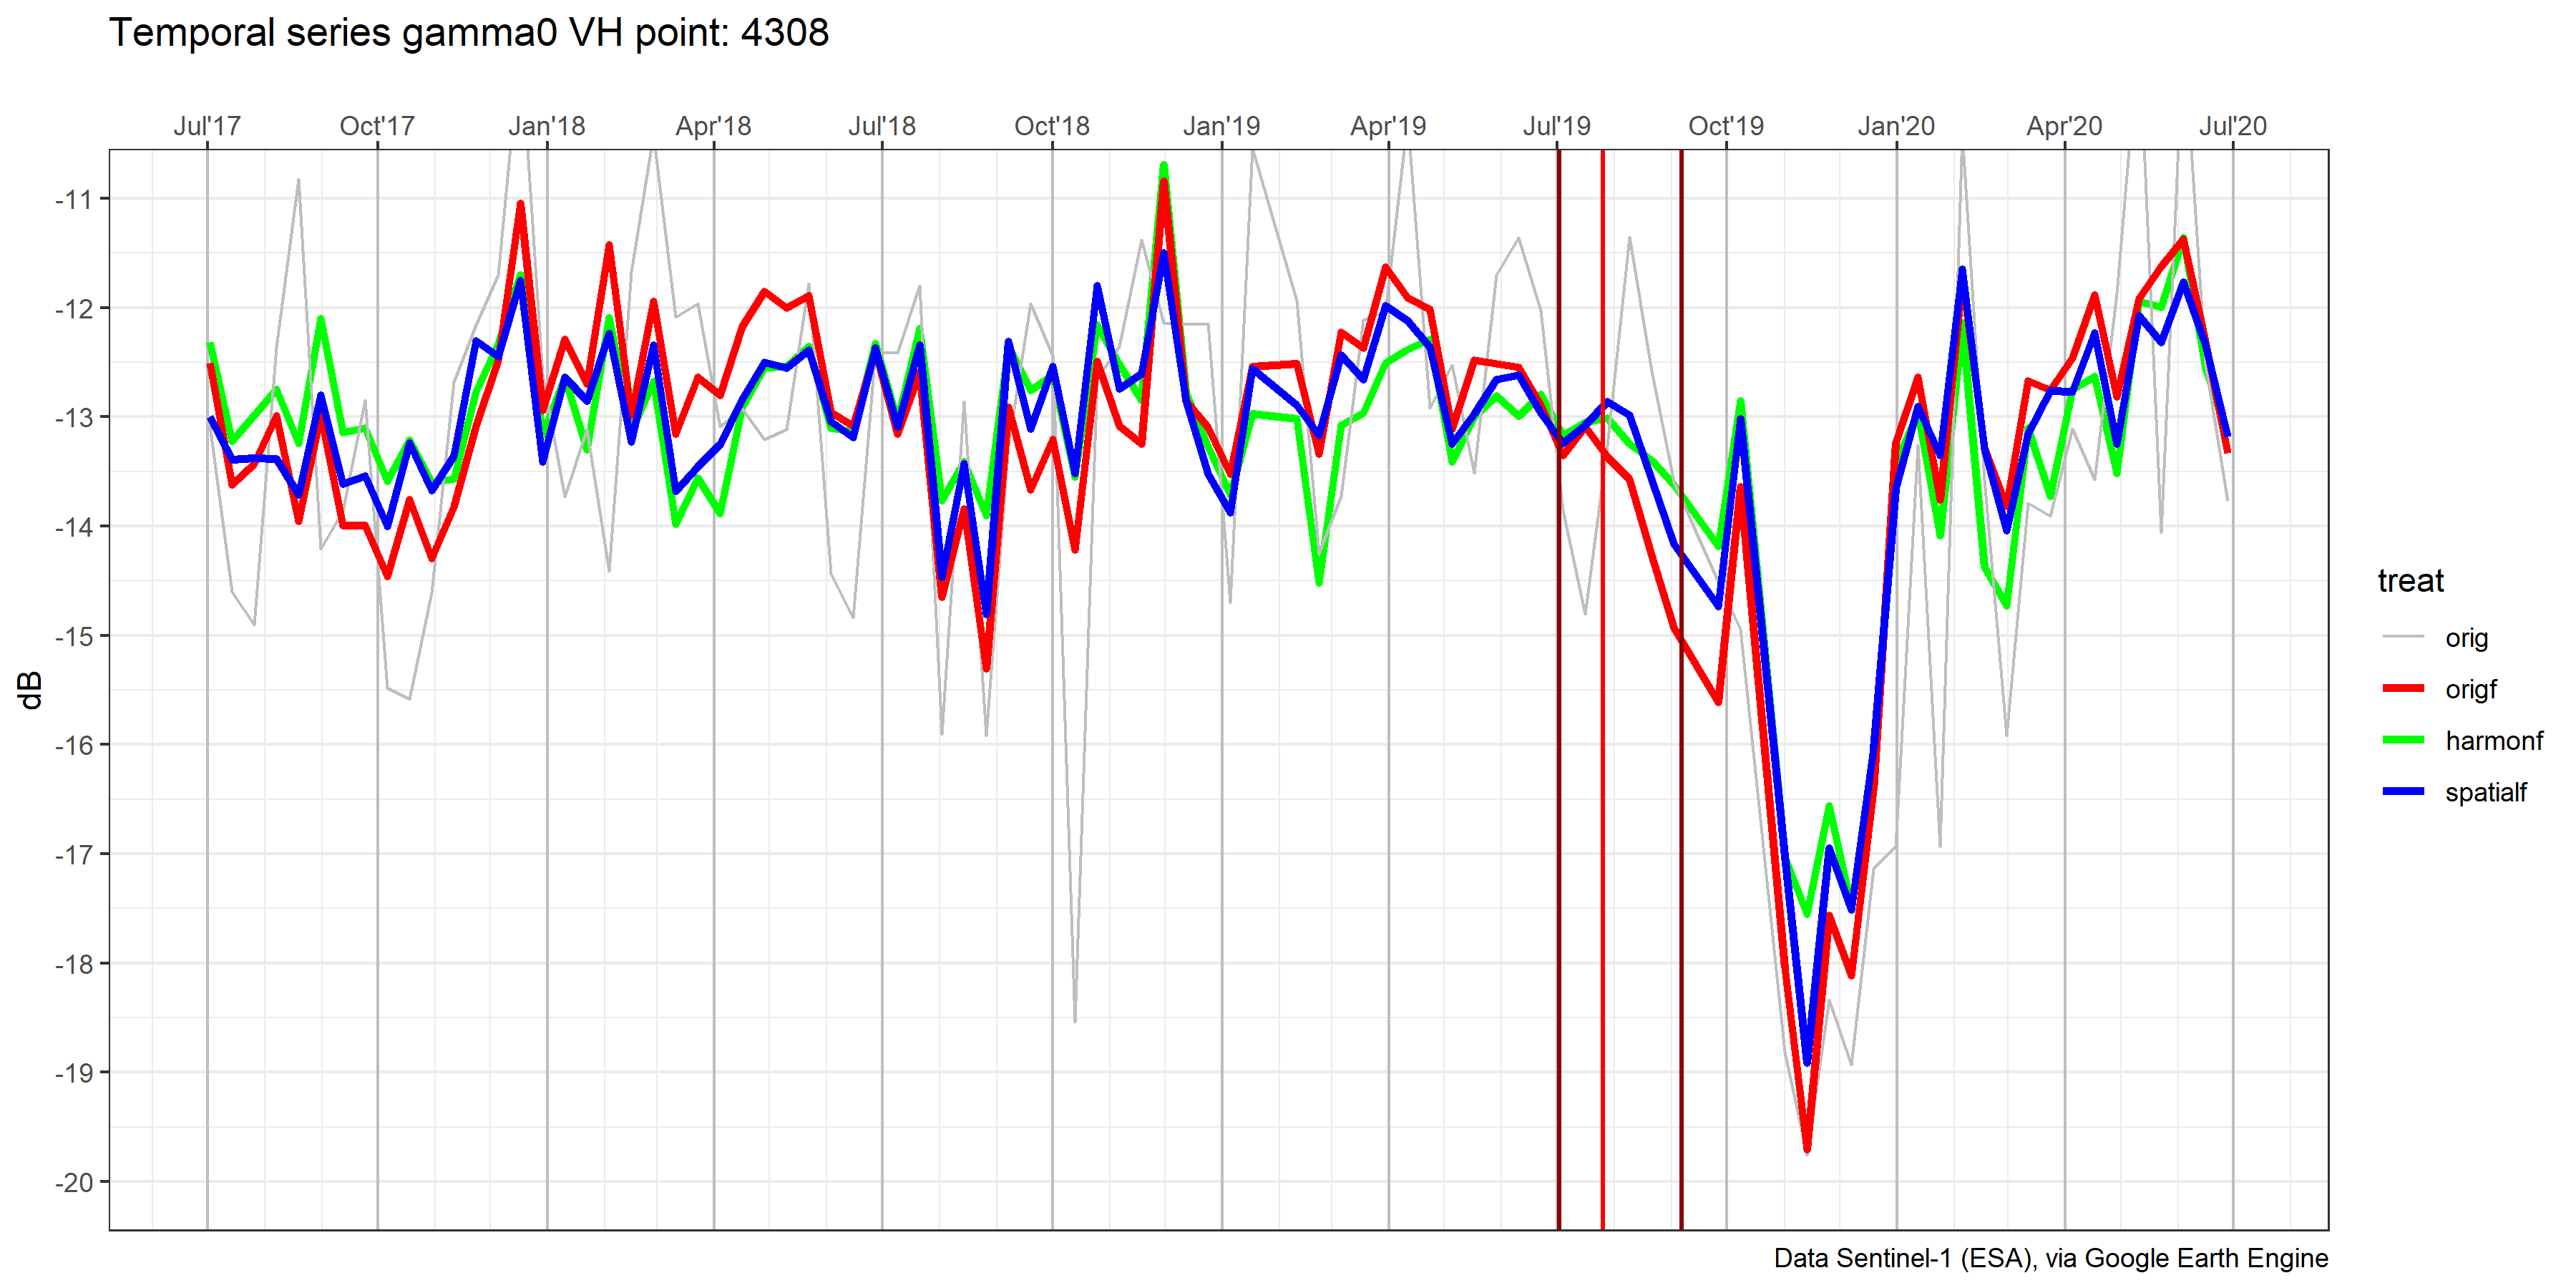 Temporal series gamma0 VH point: 4308
Jul'17 Oct'17 Jan'18 Apr'18 Jul'18 Oct'18 Jan'19 Apr'19 Jul'19 Oct'19 Jan'20 Apr'20 Jul'20
-11
-12
-13
-14
-15
-16
-17
-18
-19
-20
dB
treat
orig
origf
harmonf
spatialf
Data Sentinel-1 (ESA), via Google Earth Engine